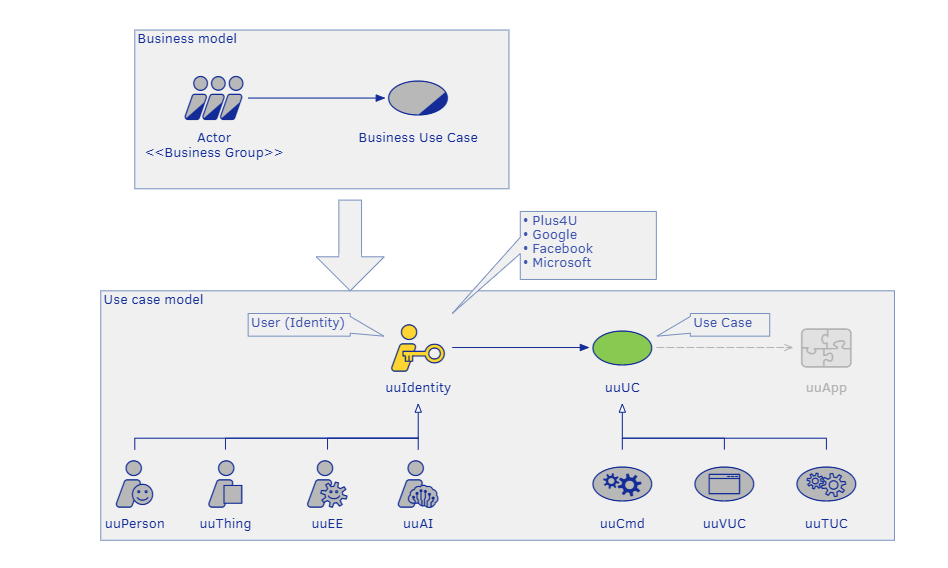 Business model
Actor
<<Business Group>>
Business Use Case
• Plus4U
• Google
• Facebook
• Microsoft
Use case model
User (Identity)
Use Case
uuIdentity
uuUC
uuApp
uuPerson
uuThing
uuEE
uuAI
uuCmd
uuVUC
uuTUC